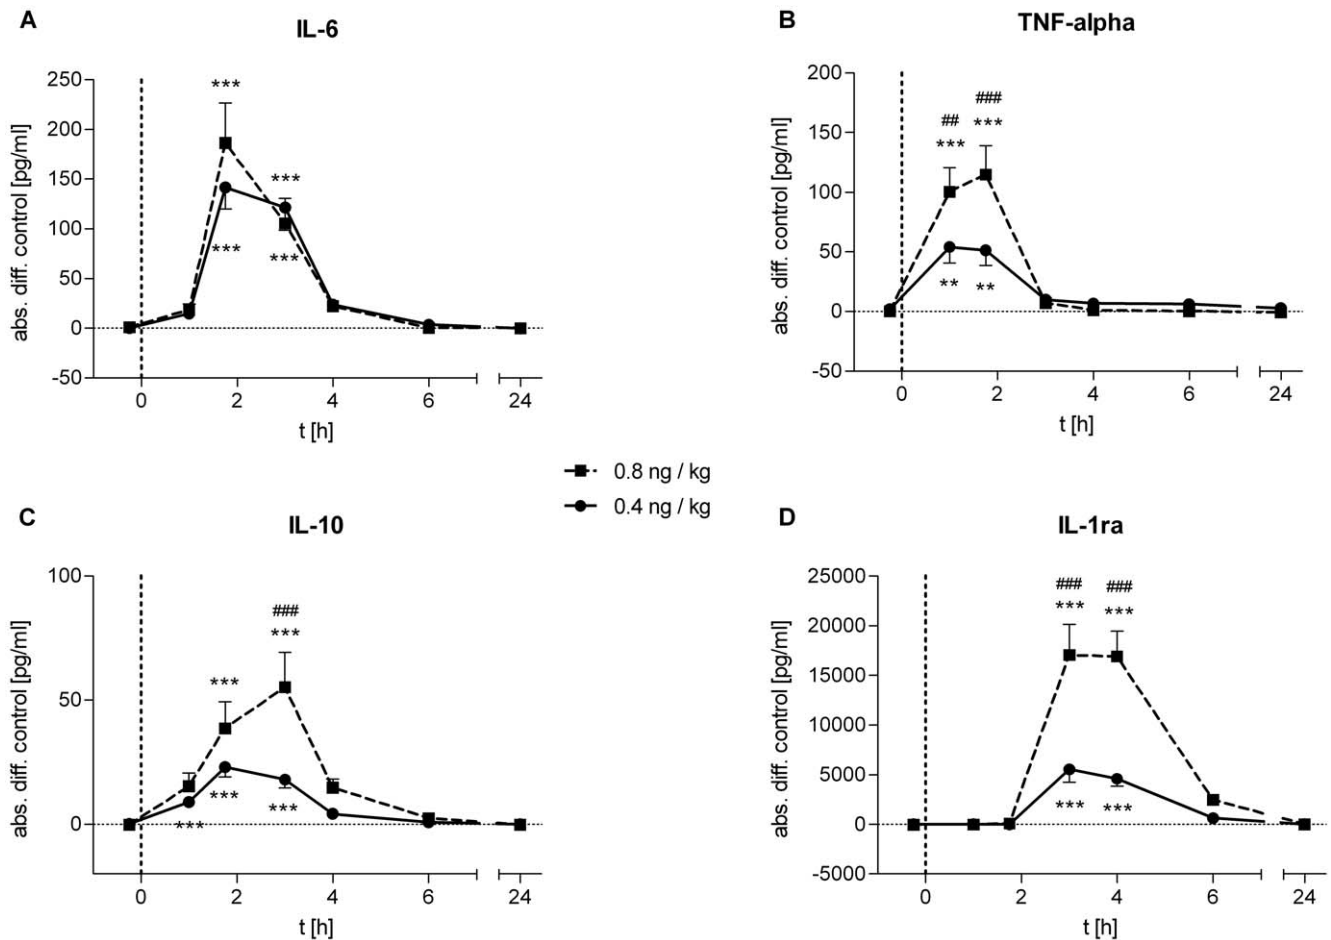 A
IL-6
abs. diff. control [pg/ml]
250
200
150
100
50
0
-50
***
***
***
***
0 2 4 6 24
t [h]
B
TNF-alpha
abs. diff. control [pg/ml]
200
150
100
50
0
-50
###
##
***
***
**
**
0 2 4 6 24
t [h]
0.8 ng / kg
0.4 ng / kg
C
IL-10
abs. diff. control [pg/ml]
100
50
0
###
***
***
***
***
***
0 2 4 6 24
t [h]
D
IL-1ra
abs. diff. control [pg/ml]
25000
20000
15000
10000
5000
0
-5000
### ###
*** ***
*** ***
0 2 4 6 24
t [h]